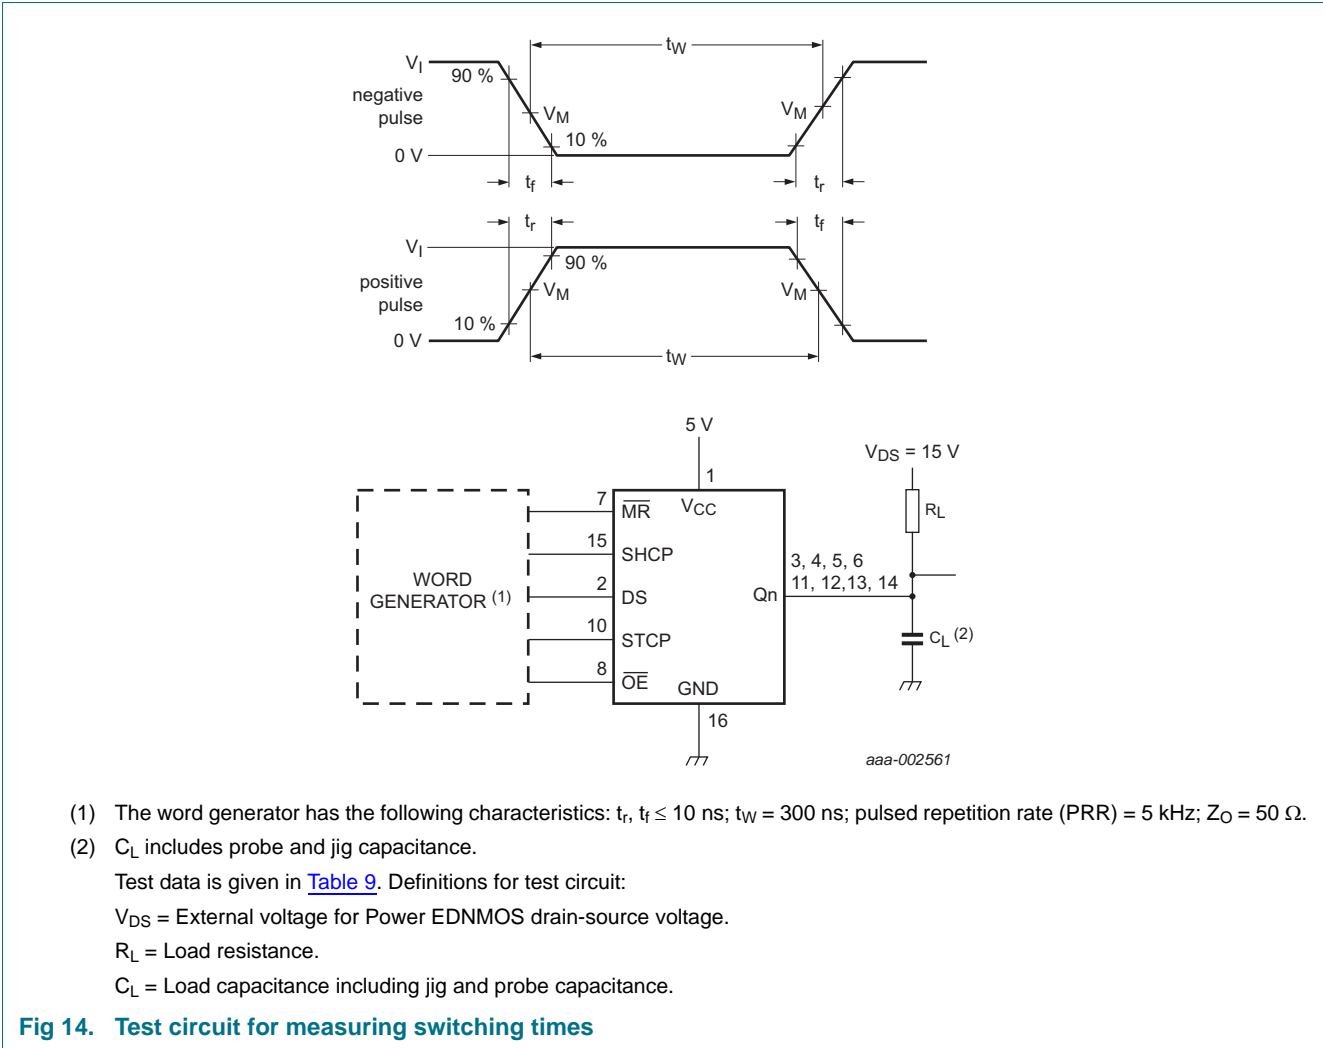 tW
VI
90 %
negative
pulse
VM
VM
10 %
0 V
tf
tr
tr
tf
VI
90 %
positive
pulse
VM
VM
10 %
0 V
tW
5 V
VDS = 15 V
1
7
MR
VCC
RL
15
SHCP
3, 4, 5, 6
WORD
GENERATOR (1)
2
DS
11, 12,13, 14
Qn
10
STCP
CL (2)
8
OE
GND
16
aaa-002561
(1) The word generator has the following characteristics: tr, tf ≤ 10 ns; tW = 300 ns; pulsed repetition rate (PRR) = 5 kHz; ZO = 50 Ω.
(2) CL includes probe and jig capacitance.
Test data is given in Table 9. Definitions for test circuit:
VDS = External voltage for Power EDNMOS drain-source voltage.
RL = Load resistance.
CL = Load capacitance including jig and probe capacitance.
Fig 14. Test circuit for measuring switching times